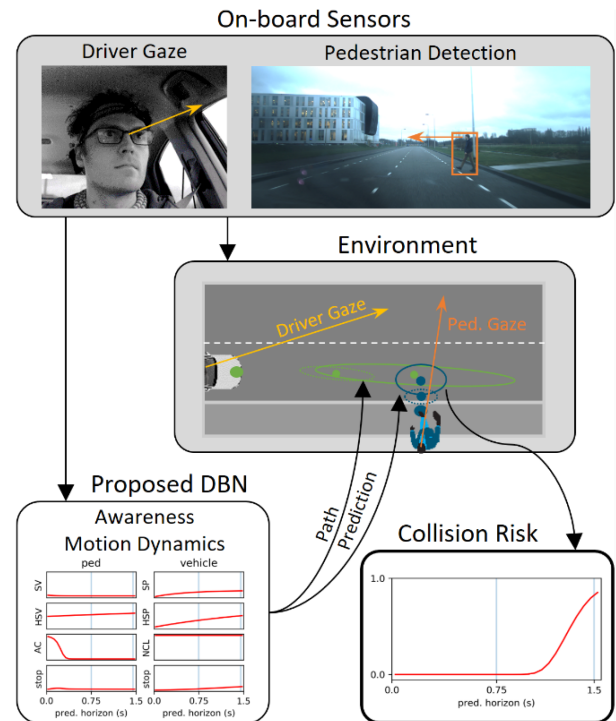 On-board Sensors
Driver Gaze
Pedestrian Detection
Environment
Driver Gaze
Ped. Gaze
Path
Prediction
Proposed DBN
Awareness
Motion Dynamics
ped
vehicle
SV
SP
HSV
HSP
AC
NCL
stop
stop
0.0 0.75 1.5
0.0 0.75 1.5
pred. horizon (s)
Collision Risk
1.0
0.0
0.0 0.75 1.5
pred. horizon (s)